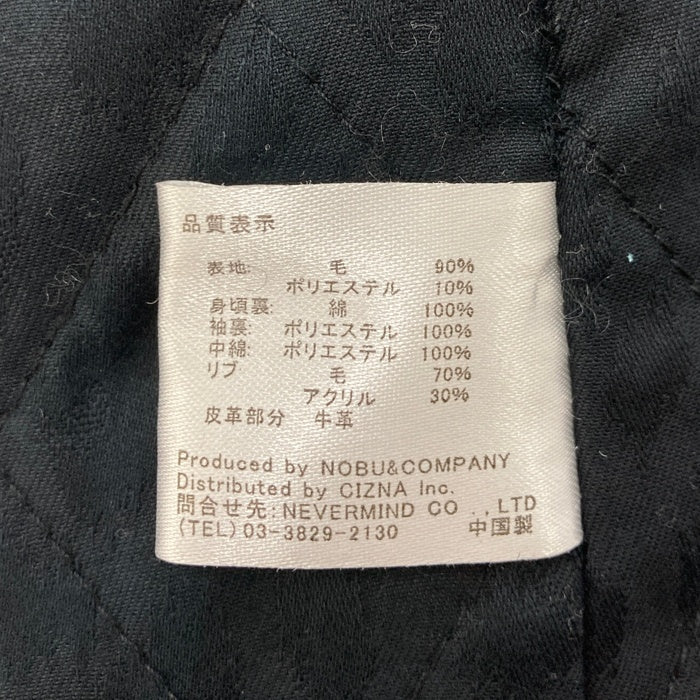 品質表示
表地: 毛 90%
ポリエステル 10%
身頃裏: 綿 100%
袖裏: ポリエステル 100%
中綿: ポリエステル 100%
リブ 毛 70%
アクリル 30%
皮革部分 牛革
Produced by NOBU&COMPANY
Distributed by CIZNA Inc.
問合せ先: NEVERMIND CO .,LTD
(TEL) 03-3829-2130 中国製